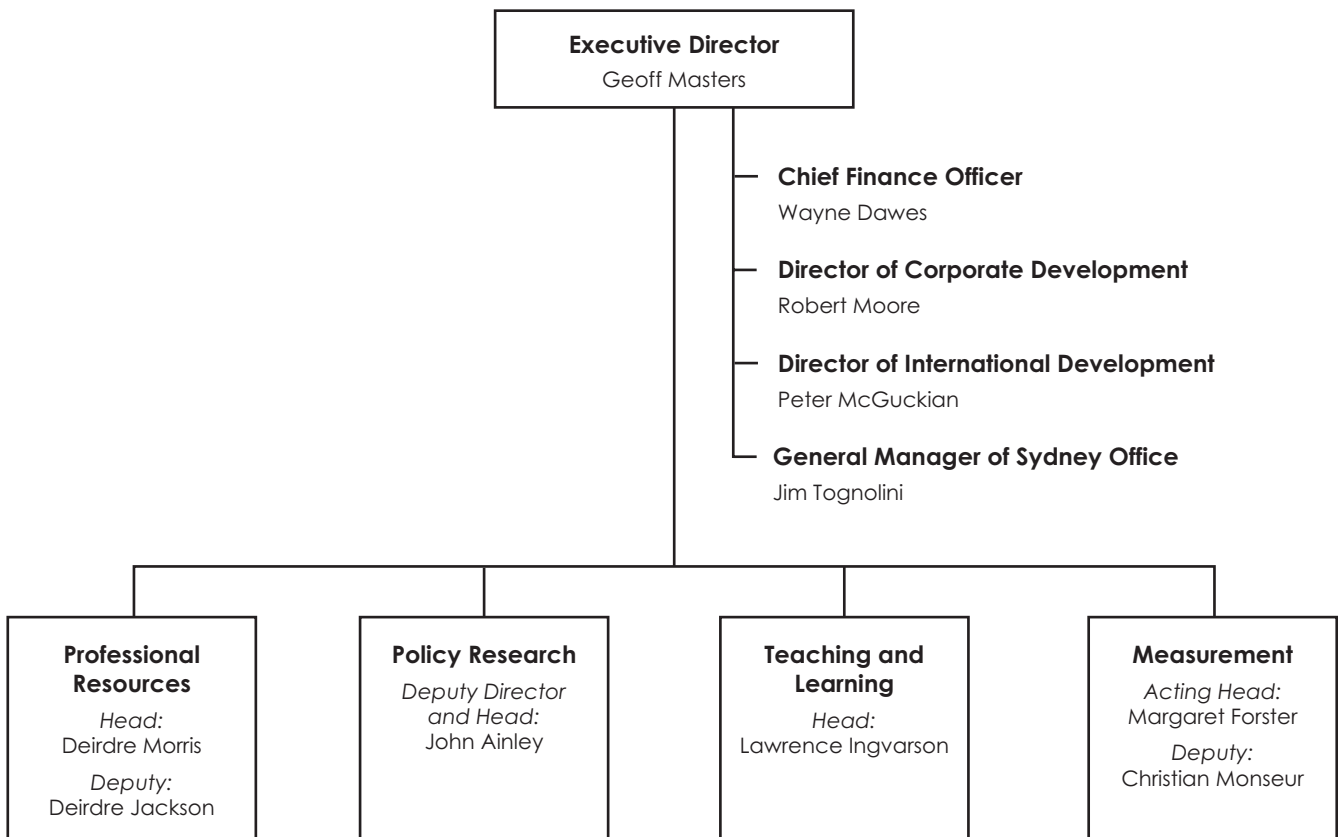 Executive Director
Geoff Masters
Chief Finance Officer
Wayne Dawes
Director of Corporate Development
Robert Moore
Director of International Development
Peter McGuckian
General Manager of Sydney Office
Jim Tognolini
Professional
Resources
Head:
Deirdre Morris
Deputy:
Deirdre Jackson
Policy Research
Deputy Director
and Head:
John Ainley
Teaching and
Learning
Head:
Lawrence Ingvarson
Measurement
Acting Head:
Margaret Forster
Deputy:
Christian Monseur